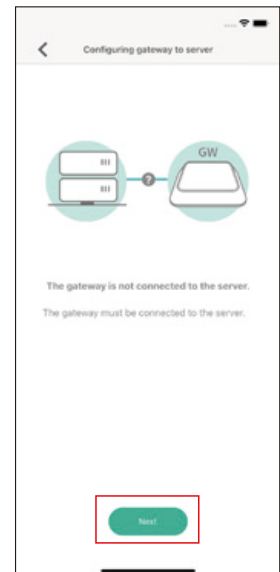 Configuring gateway to server
GW
?
The gateway is not connected to the server.
The gateway must be connected to the server.
Next